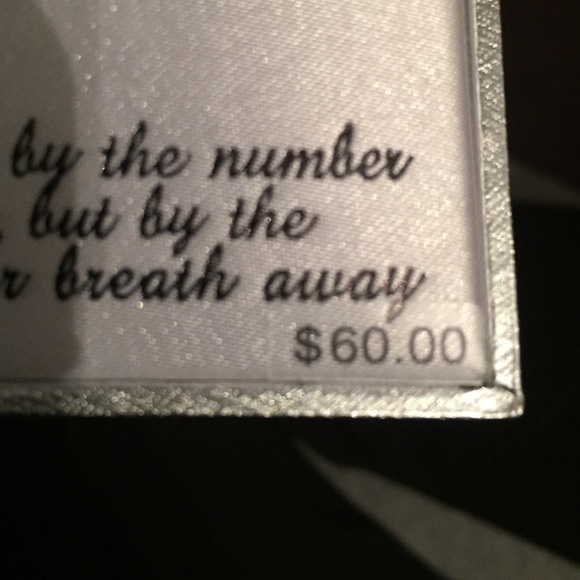 by the number
but by the
r breath away
$60.00